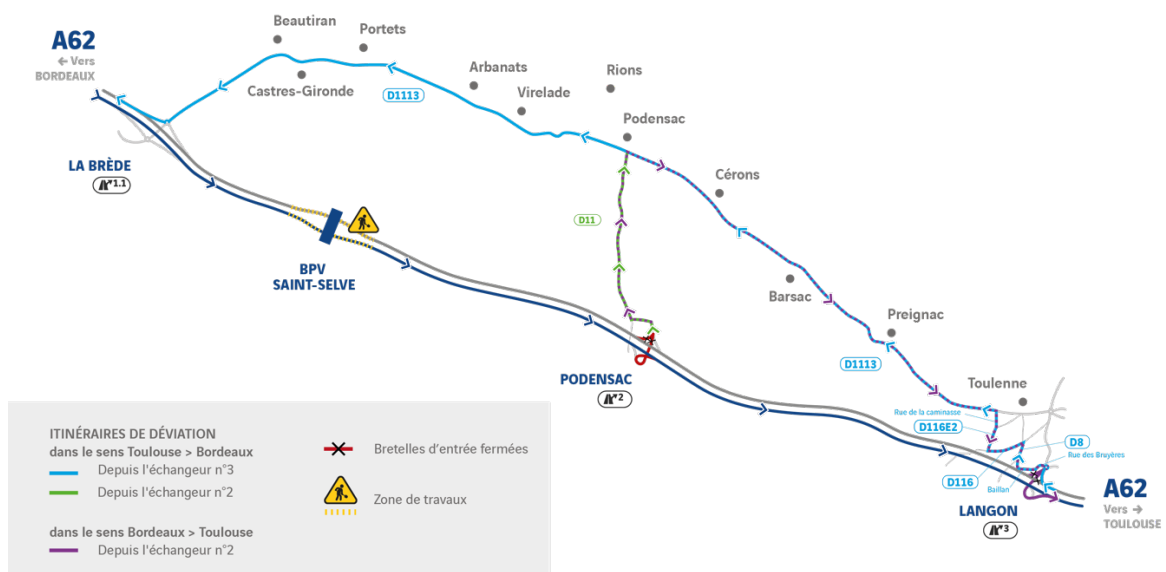 Beautiran
Portets
A62
← Vers
BORDEAUX
Castres-Gironde
D1113
Arbanats
Rions
Virelade
Podensac
LA BRÈDE
1.1
Cérons
D11
BPV
SAINT-SELVE
Barsac
Preignac
D1113
PODENSAC
2
Toulenne
Rue de la caminasse
D116E2
D8
Rue des Bruyères
D116
Baillan
LANGON
3
A62
Vers →
TOULOUSE
ITINÉRAIRES DE DÉVIATION
dans le sens Toulouse > Bordeaux
Depuis l'échangeur n°3
Depuis l'échangeur n°2
dans le sens Bordeaux > Toulouse
Depuis l'échangeur n°2
Bretelles d'entrée fermées
Zone de travaux